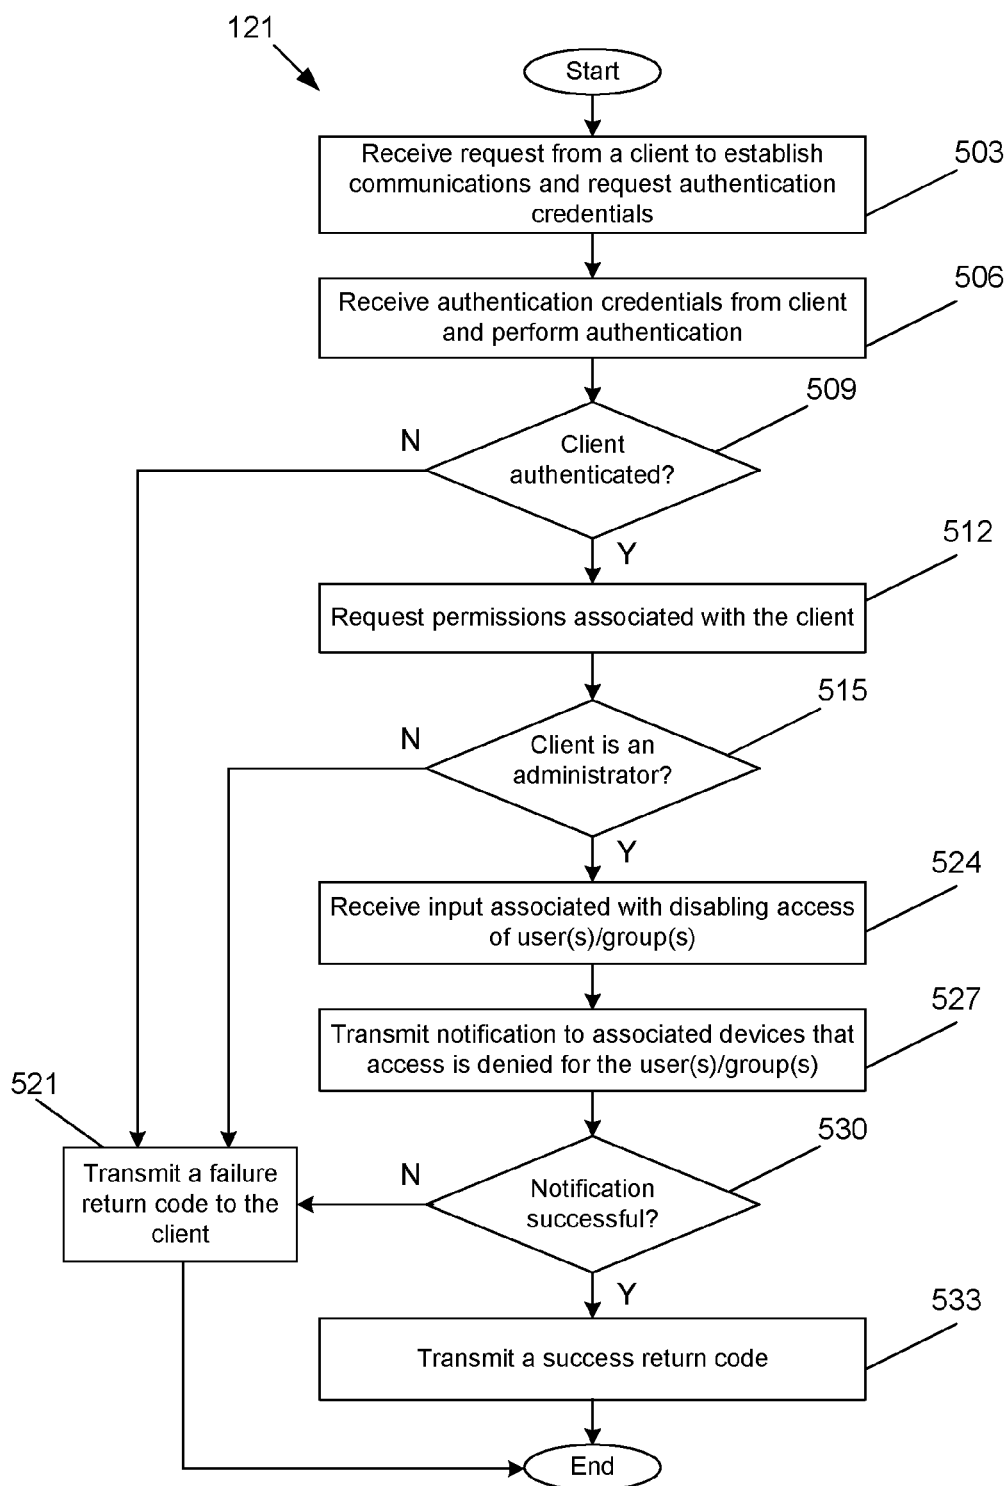 121
Start
Receive request from a client to establish
communications and request authentication
credentials
503
Receive authentication credentials from client
and perform authentication
506
Client
authenticated?
509
N
Y
Request permissions associated with the client
512
Client is an
administrator?
515
N
Y
Receive input associated with disabling access
of user(s)/group(s)
524
Transmit notification to associated devices that
access is denied for the user(s)/group(s)
527
Notification
successful?
530
N
Transmit a failure
return code to the
client
521
Y
Transmit a success return code
533
End